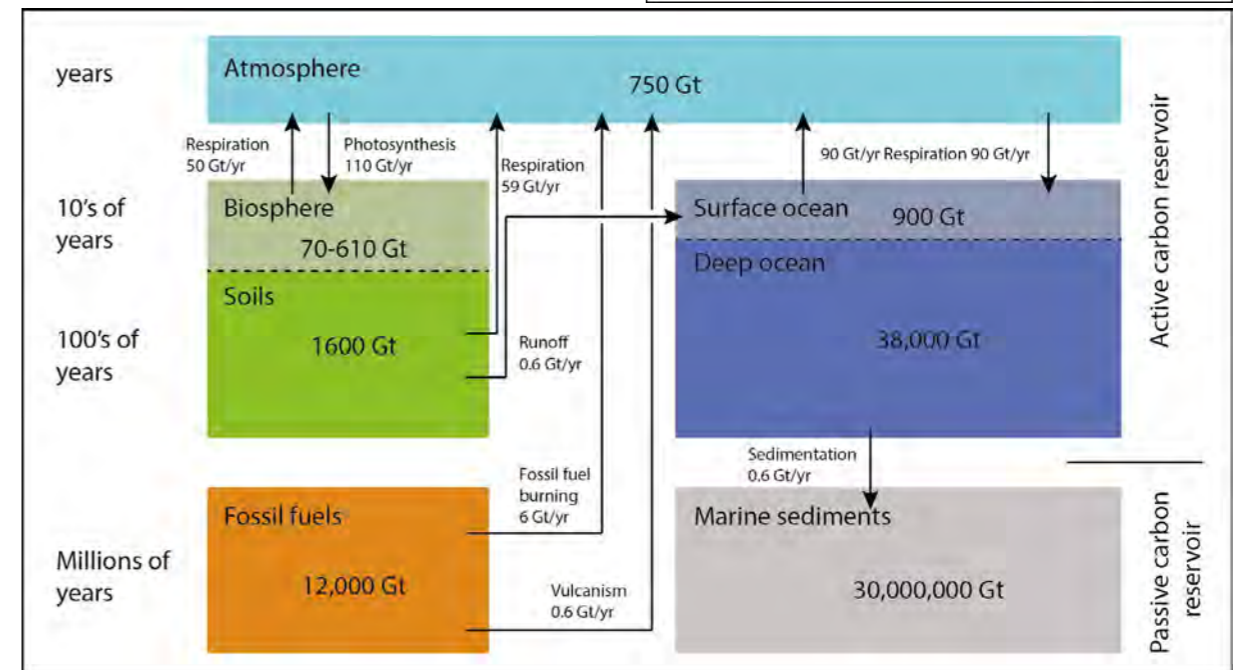 years
Atmosphere
750 Gt
Respiration
50 Gt/yr
Photosynthesis
110 Gt/yr
Respiration
59 Gt/yr
90 Gt/yr Respiration 90 Gt/yr
10's of
years
Biosphere
70-610 Gt
Surface ocean
900 Gt
Deep ocean
38,000 Gt
100's of
years
Soils
1600 Gt
Runoff
0.6 Gt/yr
Active carbon reservoir
Sedimentation
0.6 Gt/yr
Millions of
years
Fossil fuels
12,000 Gt
Fossil fuel
burning
6 Gt/yr
Vulcanism
0.6 Gt/yr
Marine sediments
30,000,000 Gt
Passive carbon
reservoir